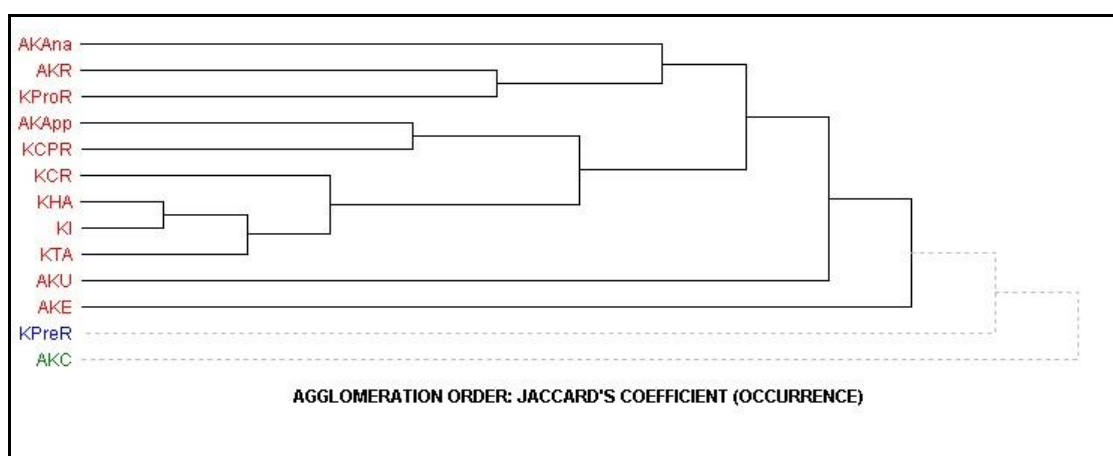 AKAna
AKR
KProR
AKApp
KCPR
KCR
KHA
KI
KTA
AKU
AKE
KPreR
AKC
AGGLOMERATION ORDER: JACCARD'S COEFFICIENT (OCCURRENCE)